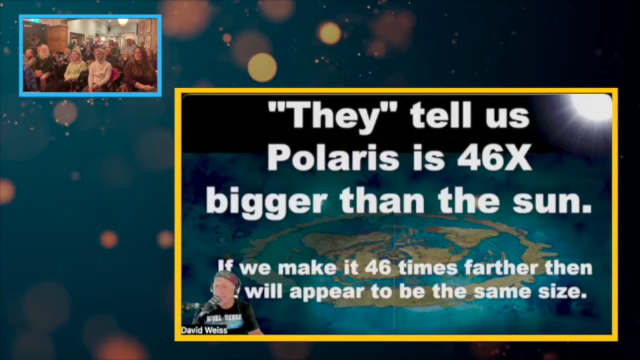 "They" tell us
Polaris is 46X
bigger than the sun.
If we make it 46 times farther then
will appear to be the same size.
David Weiss